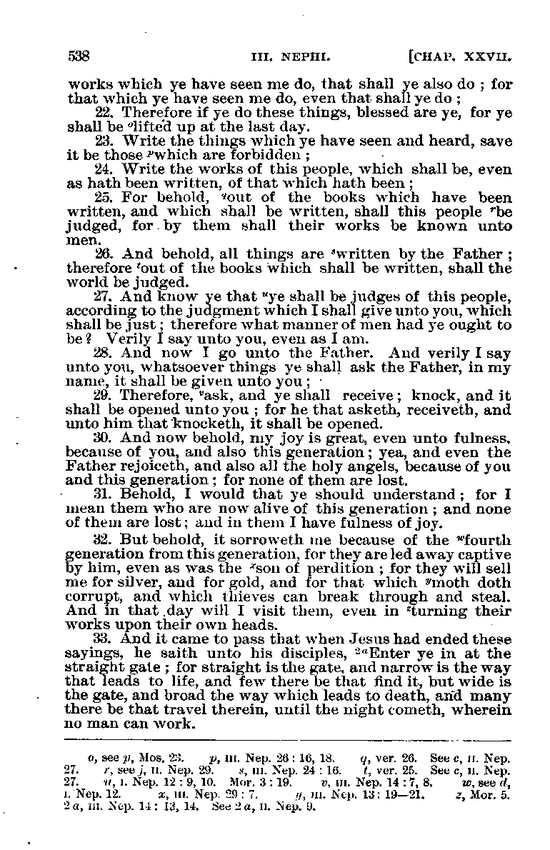 538 III. NEPHI. [CHAP. XXVII.
works which ye have seen me do, that shall ye also do ; for
that which ye have seen me do, even that shall ye do ;
22. Therefore if ye do these things, blessed are ye, for ye
shall be ᵒlifted up at the last day.
23. Write the things which ye have seen and heard, save
it be those ᵖwhich are forbidden ;
24. Write the works of this people, which shall be, even
as hath been written, of that which hath been ;
25. For behold, ᑫout of the books which have been
written, and which shall be written, shall this people ʳbe
judged, for by them shall their works be known unto
men.
26. And behold, all things are ˢwritten by the Father ;
therefore ᵗout of the books which shall be written, shall the
world be judged.
27. And know ye that ᵘye shall be judges of this people,
according to the judgment which I shall give unto you, which
shall be just ; therefore what manner of men had ye ought to
be ? Verily I say unto you, even as I am.
28. And now I go unto the Father. And verily I say
unto you, whatsoever things ye shall ask the Father, in my
name, it shall be given unto you ;
29. Therefore, ᵛask, and ye shall receive ; knock, and it
shall be opened unto you ; for he that asketh, receiveth, and
unto him that knocketh, it shall be opened.
30. And now behold, my joy is great, even unto fulness,
because of you, and also this generation ; yea, and even the
Father rejoiceth, and also all the holy angels, because of you
and this generation ; for none of them are lost.
31. Behold, I would that ye should understand ; for I
mean them who are now alive of this generation ; and none
of them are lost ; and in them I have fulness of joy.
32. But behold, it sorroweth me because of the ʷfourth
generation from this generation, for they are led away captive
by him, even as was the ˣson of perdition ; for they will sell
me for silver, and for gold, and for that which ʸmoth doth
corrupt, and which thieves can break through and steal.
And in that day will I visit them, even in ᶻturning their
works upon their own heads.
33. And it came to pass that when Jesus had ended these
sayings, he saith unto his disciples, ²ᵃEnter ye in at the
straight gate ; for straight is the gate, and narrow is the way
that leads to life, and few there be that find it, but wide is
the gate, and broad the way which leads to death, and many
there be that travel therein, until the night cometh, wherein
no man can work.
o, see p, Mos. 23. p, III. Nep. 26 : 16, 18. q, ver. 26. See c, II. Nep.
27. r, see j, II. Nep. 29. s, III. Nep. 24 : 16. t, ver. 25. See c, II. Nep.
27. u, I. Nep. 12 : 9, 10. Mor. 3 : 19. v, III. Nep. 14 : 7, 8. w, see d,
I. Nep. 12. x, III. Nep. 29 : 7. y, III. Nep. 13 : 19—21. z, Mor. 5.
2 a, III. Nep. 14 : 13, 14. See 2 a, II. Nep. 9.